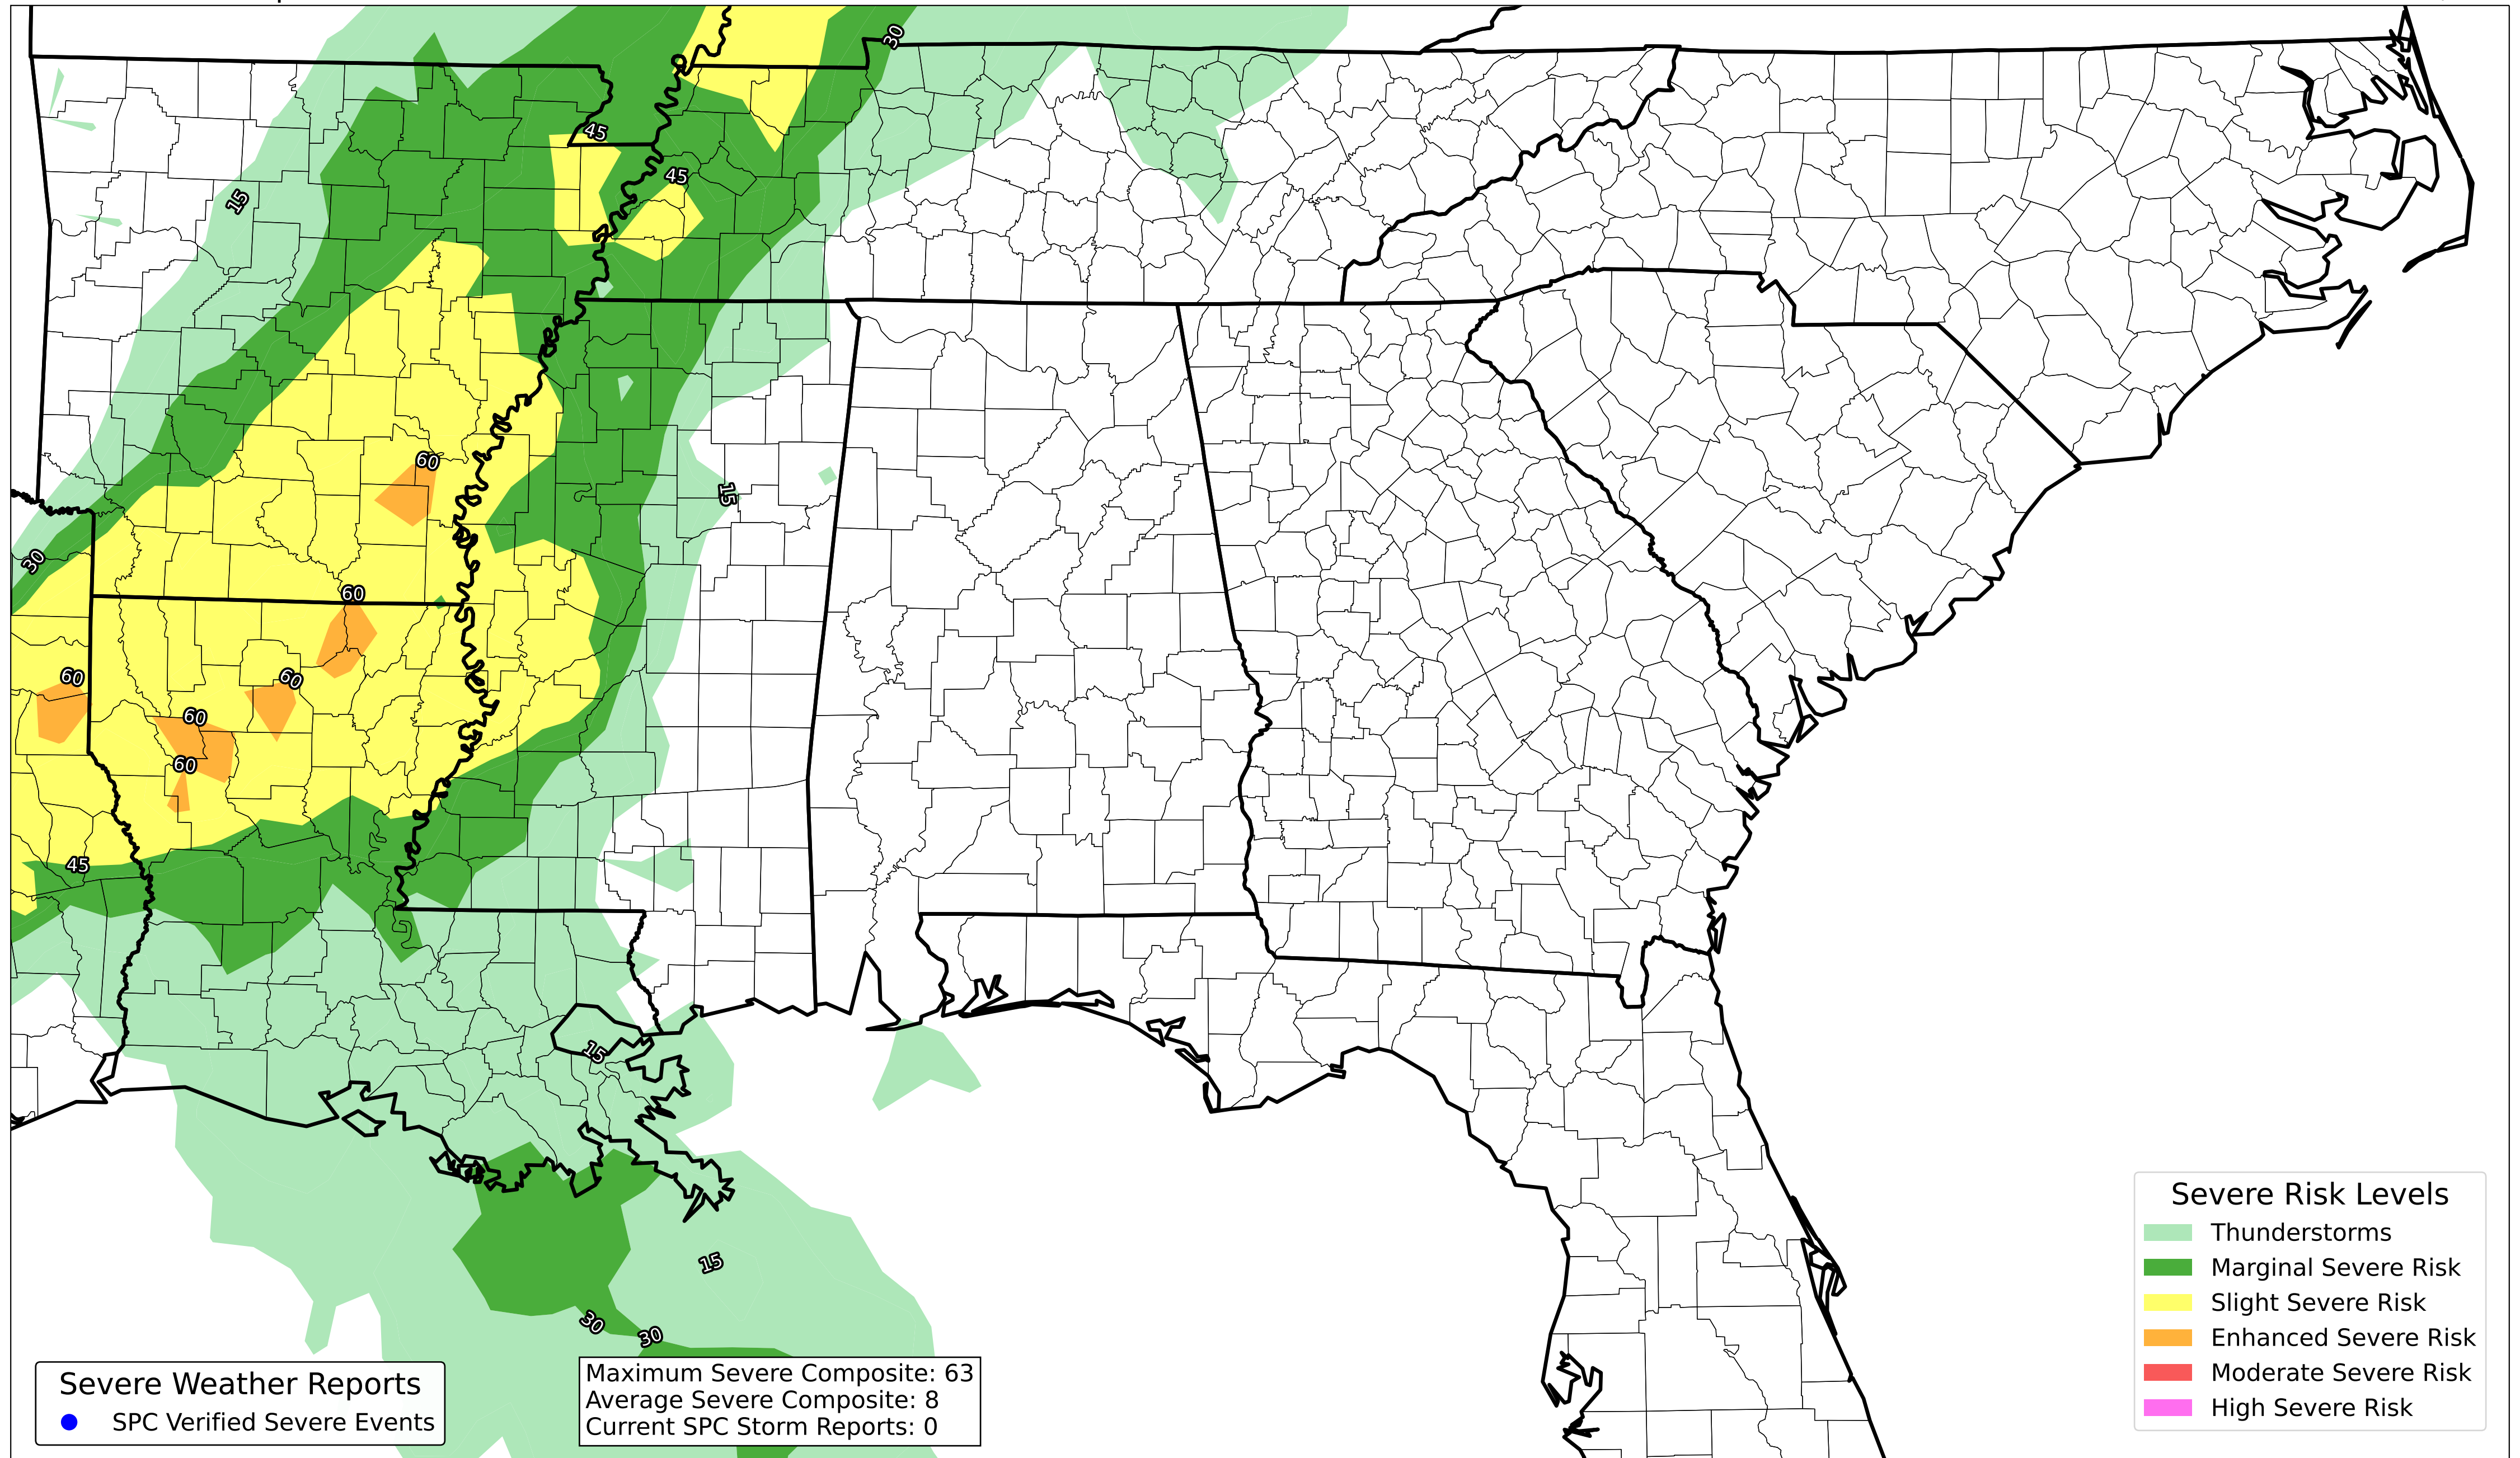 30
45
45
15
60
15
30
60
60
60
60
60
45
15
15
30
30
Severe Risk Levels
Thunderstorms
Marginal Severe Risk
Slight Severe Risk
Enhanced Severe Risk
Moderate Severe Risk
High Severe Risk
Severe Weather Reports
SPC Verified Severe Events
Maximum Severe Composite: 63
Average Severe Composite: 8
Current SPC Storm Reports: 0